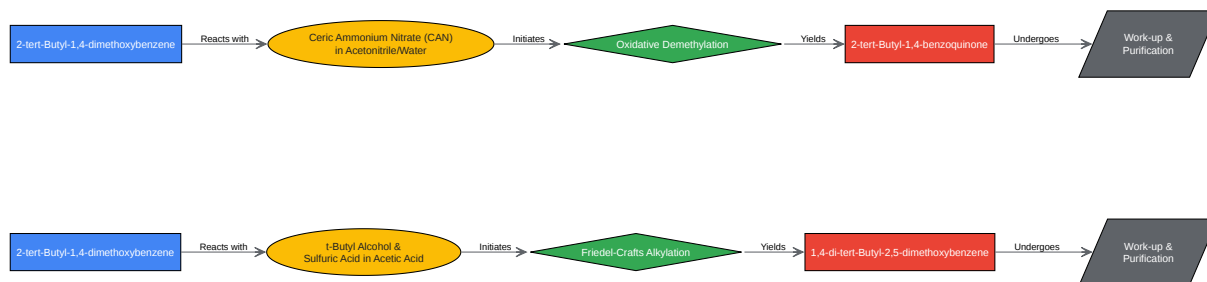 2-tert-Butyl-1,4-dimethoxybenzene
Reacts with
Ceric Ammonium Nitrate (CAN)
in Acetonitrile/Water
Initiates
Oxidative Demethylation
Yields
2-tert-Butyl-1,4-benzoquinone
Undergoes
Work-up &
Purification
2-tert-Butyl-1,4-dimethoxybenzene
Reacts with
t-Butyl Alcohol &
Sulfuric Acid in Acetic Acid
Initiates
Friedel-Crafts Alkylation
Yields
1,4-di-tert-Butyl-2,5-dimethoxybenzene
Undergoes
Work-up &
Purification